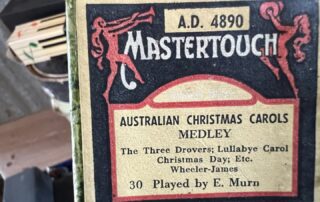 A.D. 4890
MASTERTOUCH
AUSTRALIAN CHRISTMAS CAROLS
MEDLEY
The Three Drovers; Lullabye Carol
Christmas Day; Etc.
Wheeler-James
30 Played by E. Murn